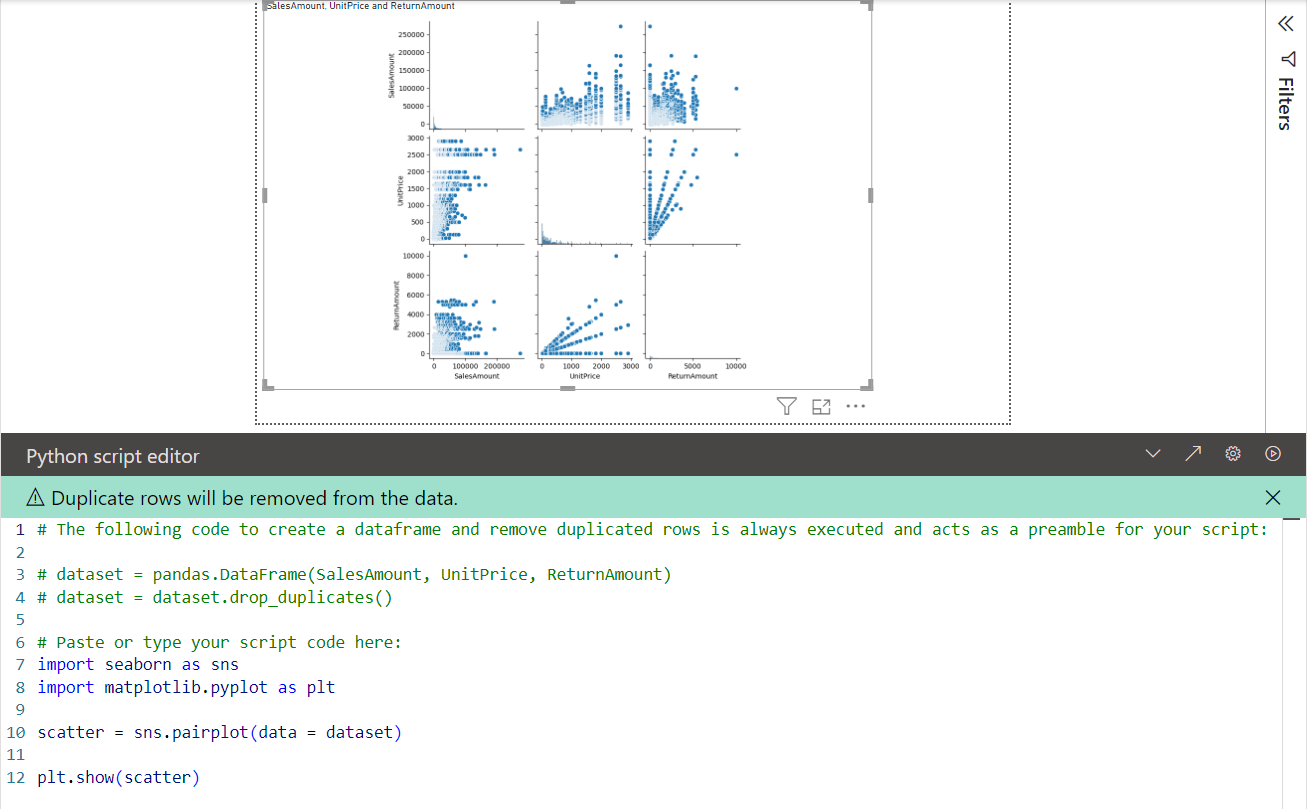 SalesAmount, UnitPrice and ReturnAmount
250000
200000
150000
100000
50000
0
SalesAmount
3000
2500
2000
1500
1000
500
0
UnitPrice
10000
8000
6000
4000
2000
0
ReturnAmount
0 100000 200000 0 1000 2000 3000 0 5000 10000
SalesAmount UnitPrice ReturnAmount
Filters
Python script editor
Duplicate rows will be removed from the data.
1 # The following code to create a dataframe and remove duplicated rows is always executed and acts as a preamble for your script:
2
3 # dataset = pandas.DataFrame(SalesAmount, UnitPrice, ReturnAmount)
4 # dataset = dataset.drop_duplicates()
5
6 # Paste or type your script code here:
7 import seaborn as sns
8 import matplotlib.pyplot as plt
9
10 scatter = sns.pairplot(data = dataset)
11
12 plt.show(scatter)